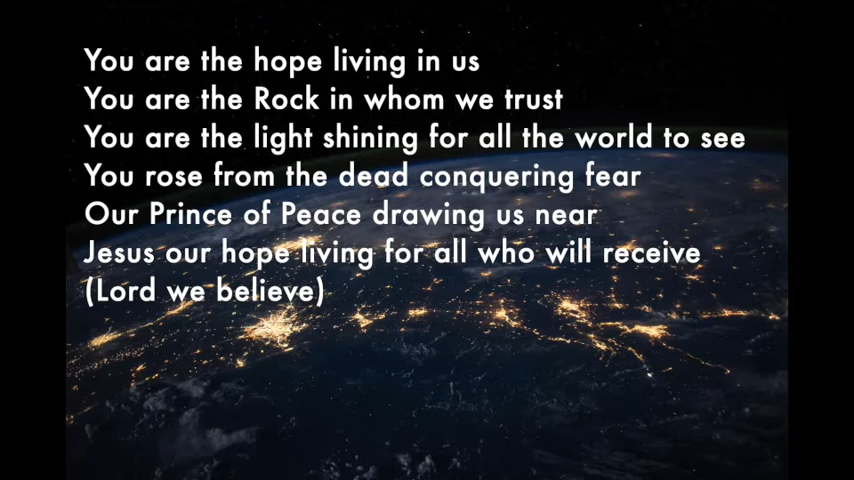 You are the hope living in us
You are the Rock in whom we trust
You are the light shining for all the world to see
You rose from the dead conquering fear
Our Prince of Peace drawing us near
Jesus our hope living for all who will receive
(Lord we believe)